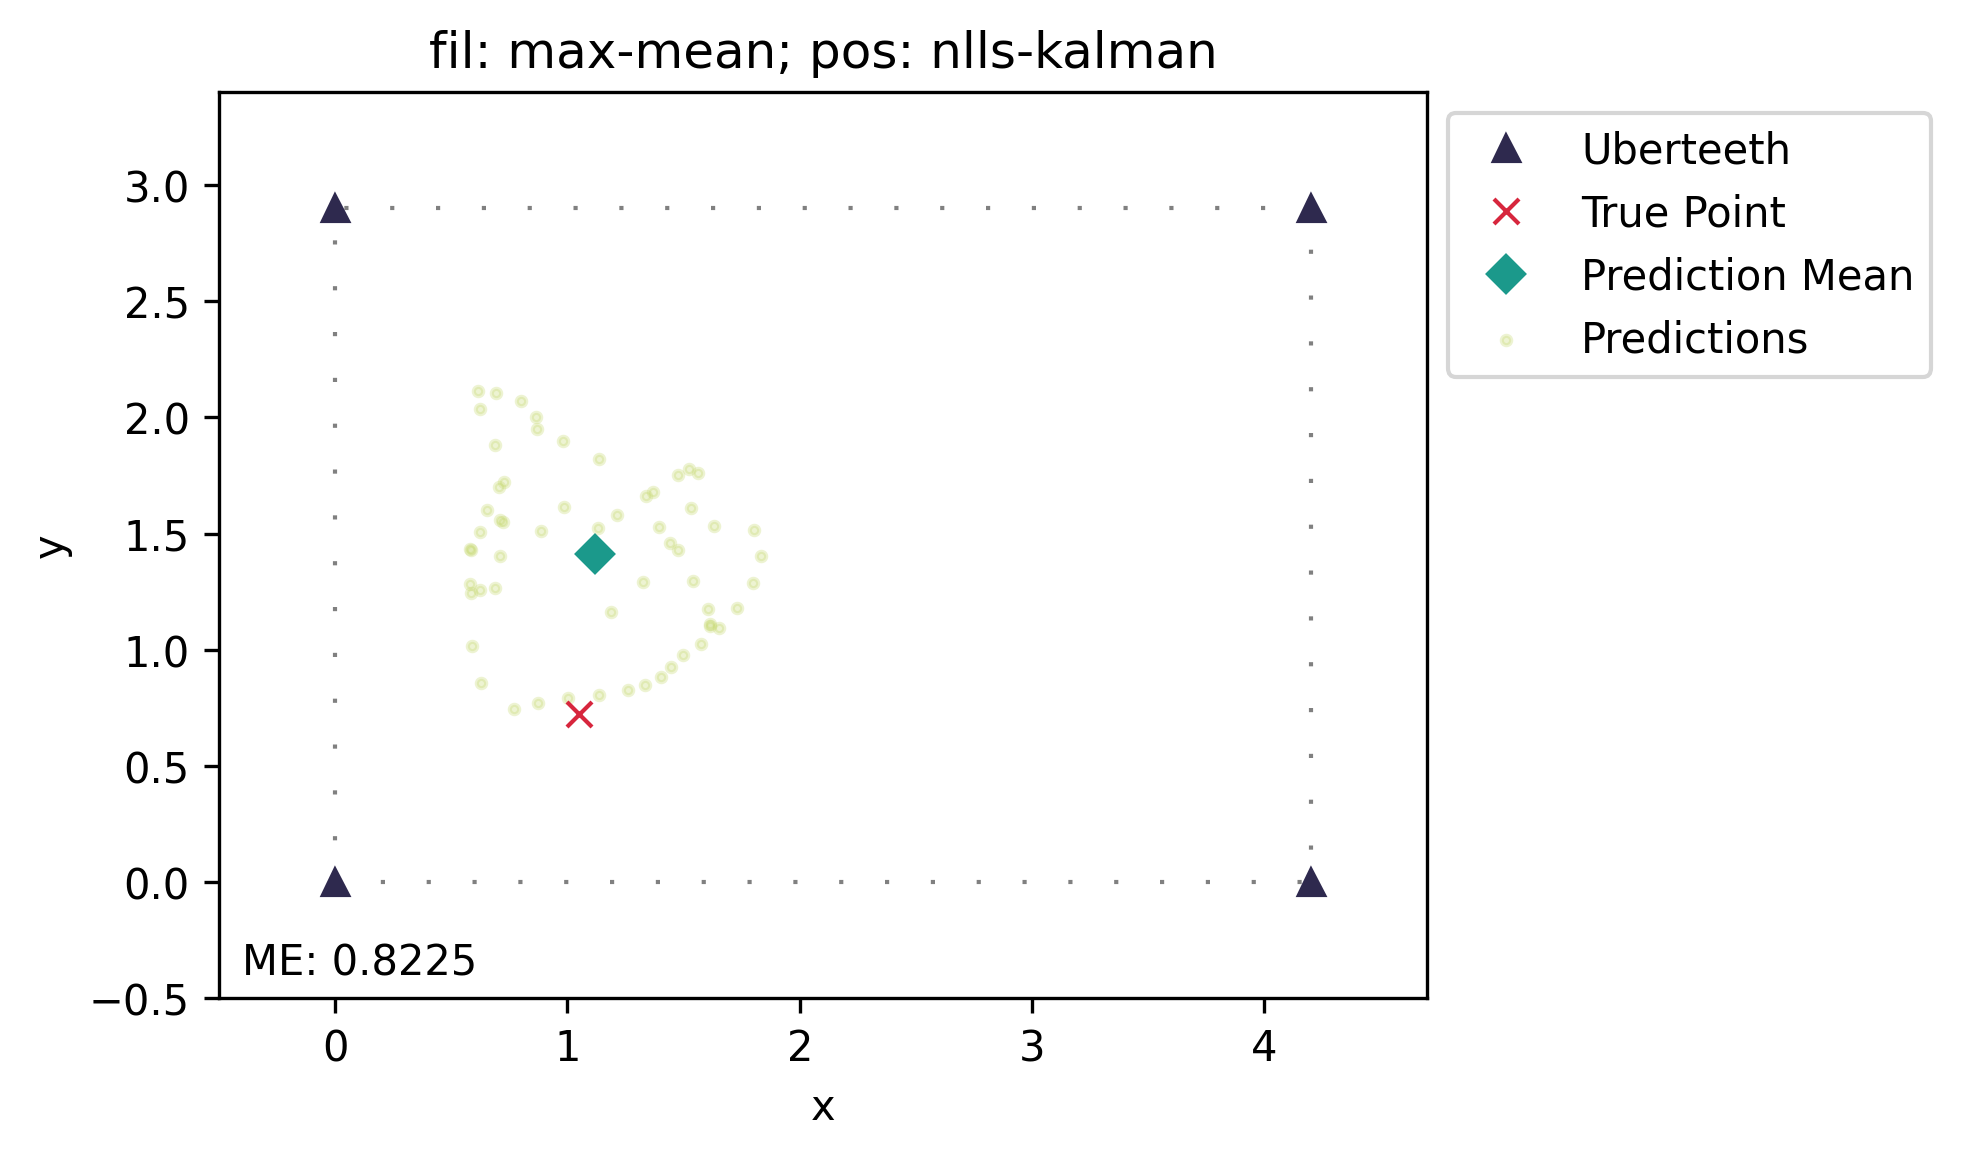 fil: max-mean; pos: nlls-kalman
Uberteeth
True Point
Prediction Mean
Predictions
3.0
2.5
2.0
1.5
1.0
0.5
0.0
−0.5
y
ME: 0.8225
0 1 2 3 4
x